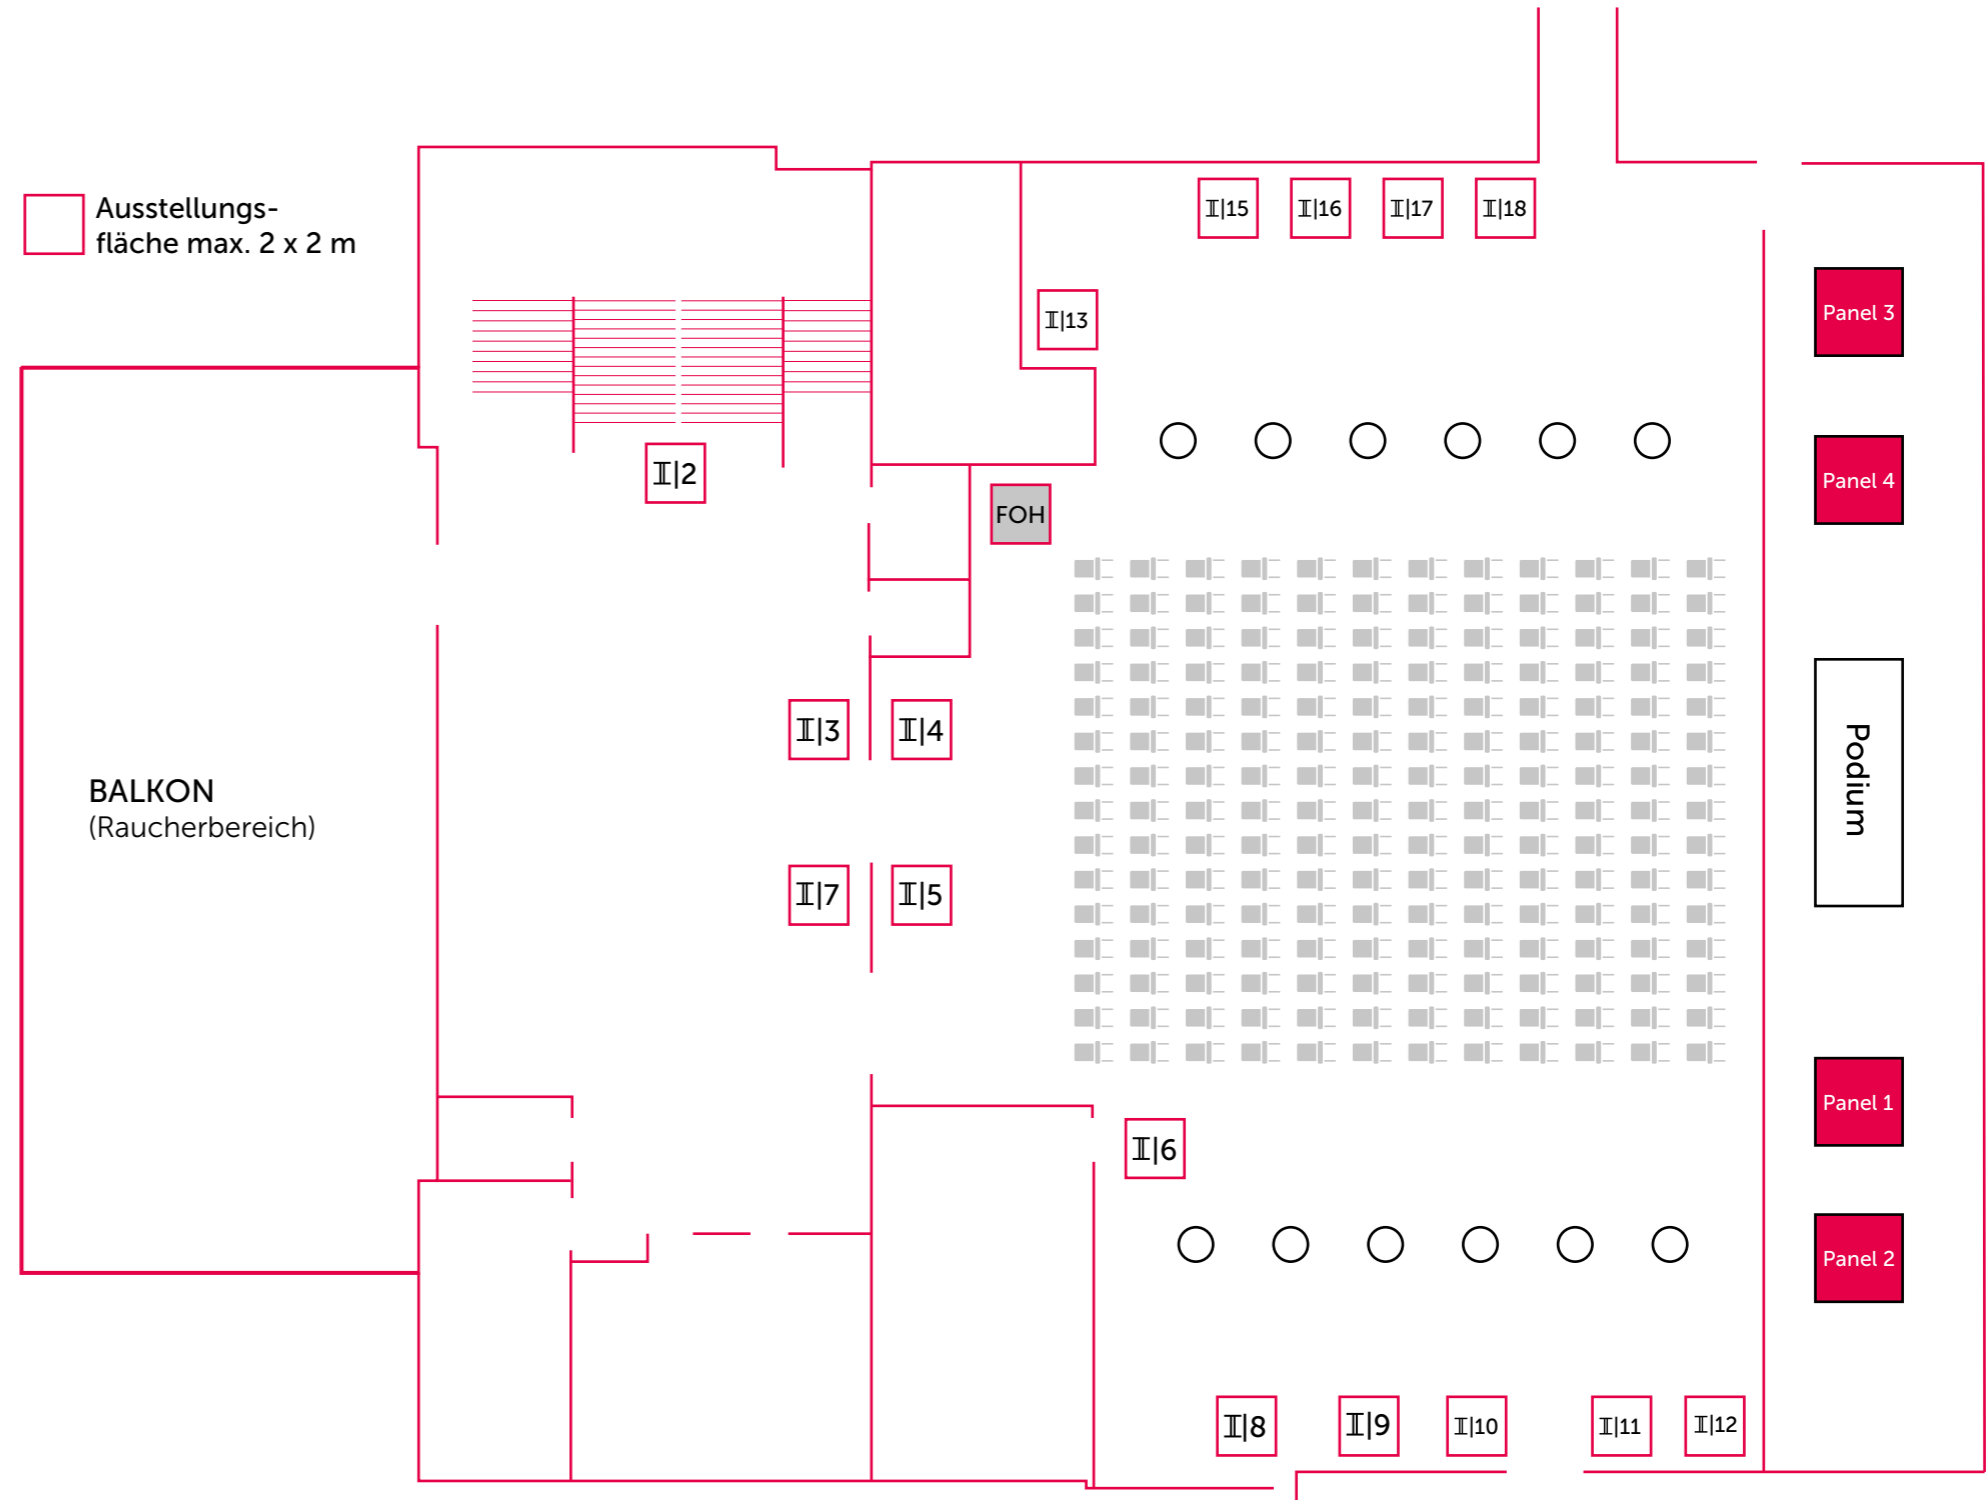 Ausstellungs-
fläche max. 2 x 2 m
II|15
II|16
II|17
II|18
II|13
Panel 3
Panel 4
II|2
FOH
II|3
II|4
Podium
BALKON
(Raucherbereich)
II|7
II|5
Panel 1
II|6
Panel 2
II|8
II|9
II|10
II|11
II|12